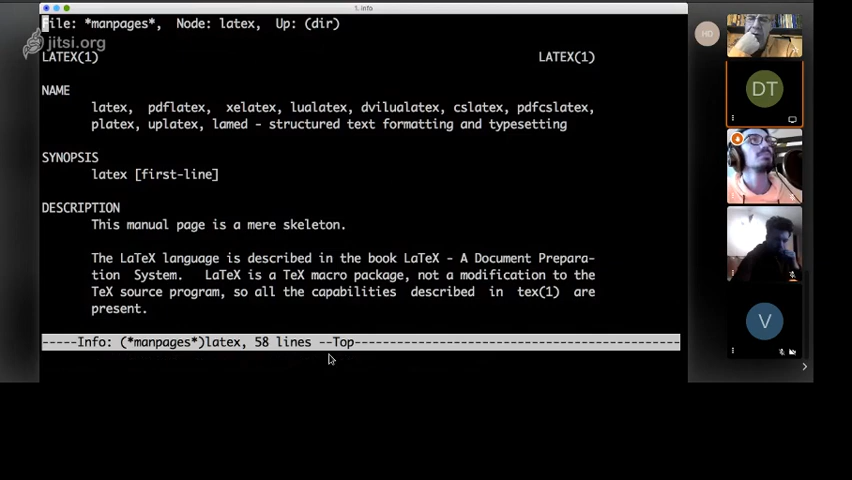 1. info
File: *manpages*,  Node: latex,  Up: (dir)
jitsi.org
LATEX(1)                                                              LATEX(1)
NAME
latex,  pdflatex,  xelatex, lualatex, dvilualatex, cslatex, pdfcslatex,
platex, uplatex, lamed - structured text formatting and typesetting
SYNOPSIS
latex [first-line]
DESCRIPTION
This manual page is a mere skeleton.
The LaTeX language is described in the book LaTeX - A Document Prepara-
tion  System.   LaTeX is a TeX macro package, not a modification to the
TeX source program, so all the capabilities  described  in  tex(1)  are
present.
-----Info: (*manpages*)latex, 58 lines --Top----------------------------------------------
HD
DT
V